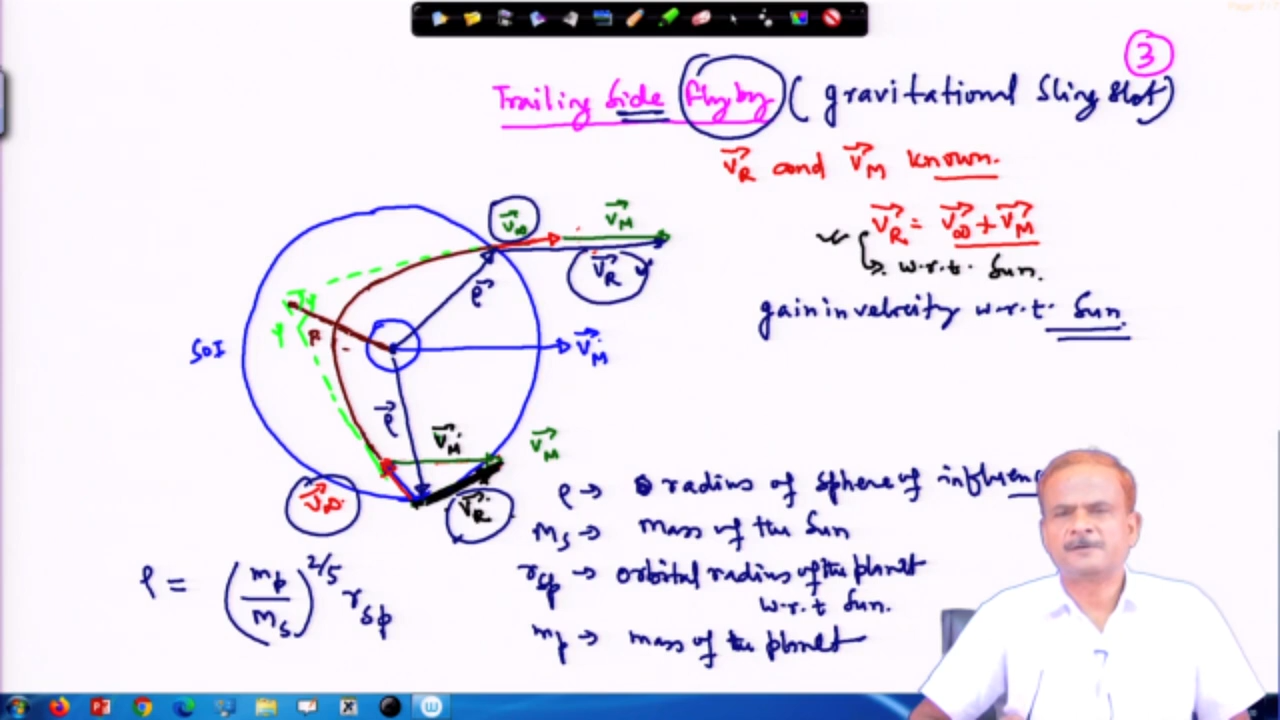 3
Trailing Side Flyby (gravitational Sling Shot)
V_R and V_M known.
V_R = V_∞ + V_M
w.r.t. Sun.
gain in velocity w.r.t. Sun.
V_∞ V_M
V_R
ρ
SOI
V_M
ρ
V_M V_M
V_∞
V_R
ρ → radius of sphere of influence
M_s → mass of the Sun
r_sp → orbital radius of the planet
w.r.t Sun.
m_p → mass of the planet
ρ = (m_p / m_s)^2/5 r_sp